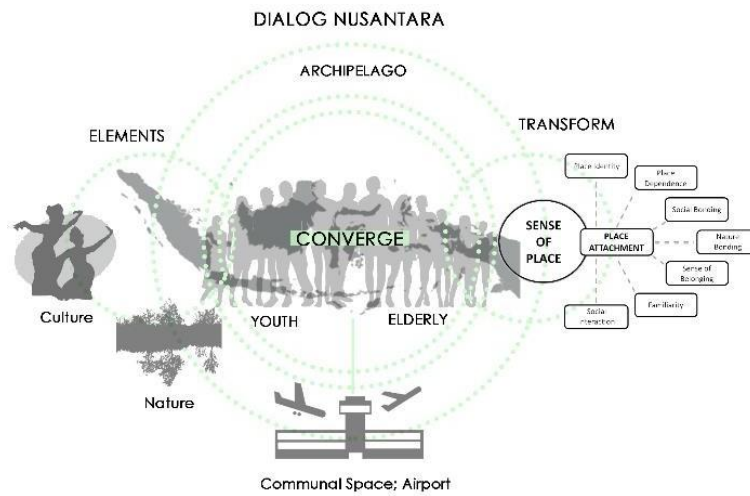 DIALOG NUSANTARA
ARCHIPELAGO
ELEMENTS
TRANSFORM
Place Identity
Place
Dependence
Social Bonding
SENSE
OF
PLACE
PLACE
ATTACHMENT
Nature
Bonding
Sense of
Belonging
Familiarity
Social
Interaction
CONVERGE
Culture
YOUTH
ELDERLY
Nature
Communal Space; Airport